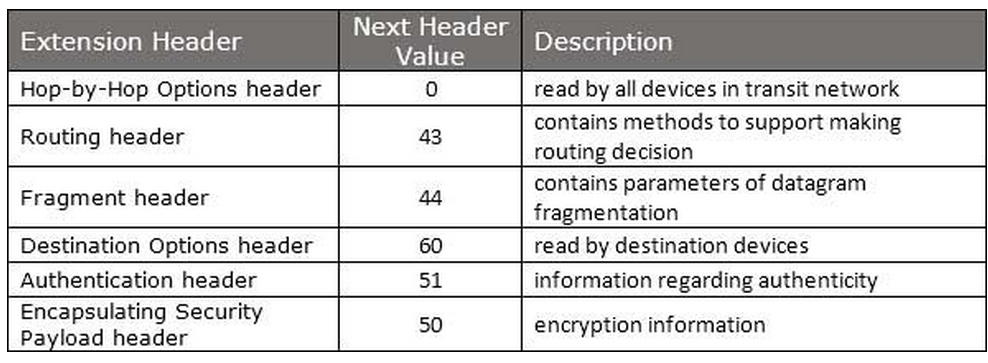 Extension Header
Next Header
Value
Description
Hop-by-Hop Options header
0
read by all devices in transit network
Routing header
43
contains methods to support making
routing decision
Fragment header
44
contains parameters of datagram
fragmentation
Destination Options header
60
read by destination devices
Authentication header
51
information regarding authenticity
Encapsulating Security
Payload header
50
encryption information